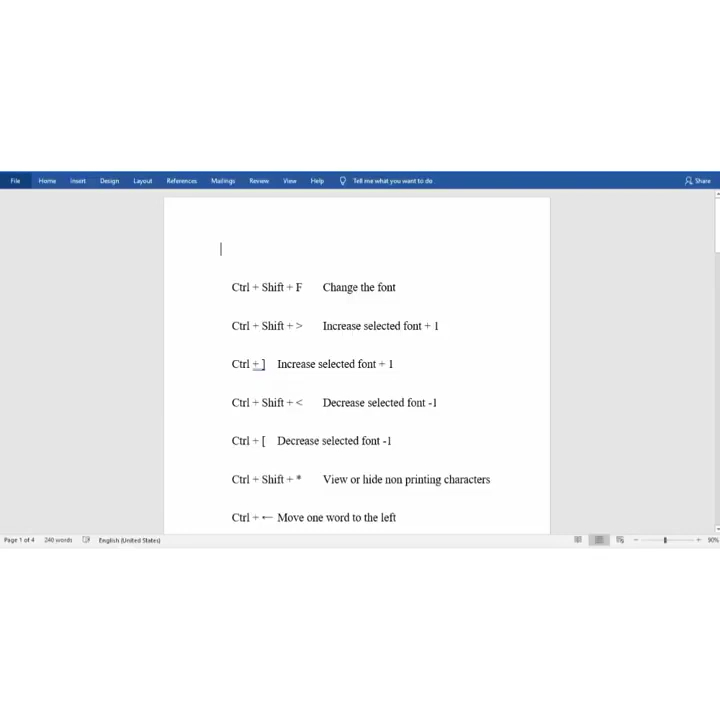 File Home Insert Design Layout References Mailings Review View Help Tell me what you want to do Share
Ctrl + Shift + F Change the font
Ctrl + Shift + > Increase selected font + 1
Ctrl + ] Increase selected font + 1
Ctrl + Shift + < Decrease selected font -1
Ctrl + [ Decrease selected font -1
Ctrl + Shift + * View or hide non printing characters
Ctrl + ← Move one word to the left
Page 1 of 4 240 words English (United States) 90%